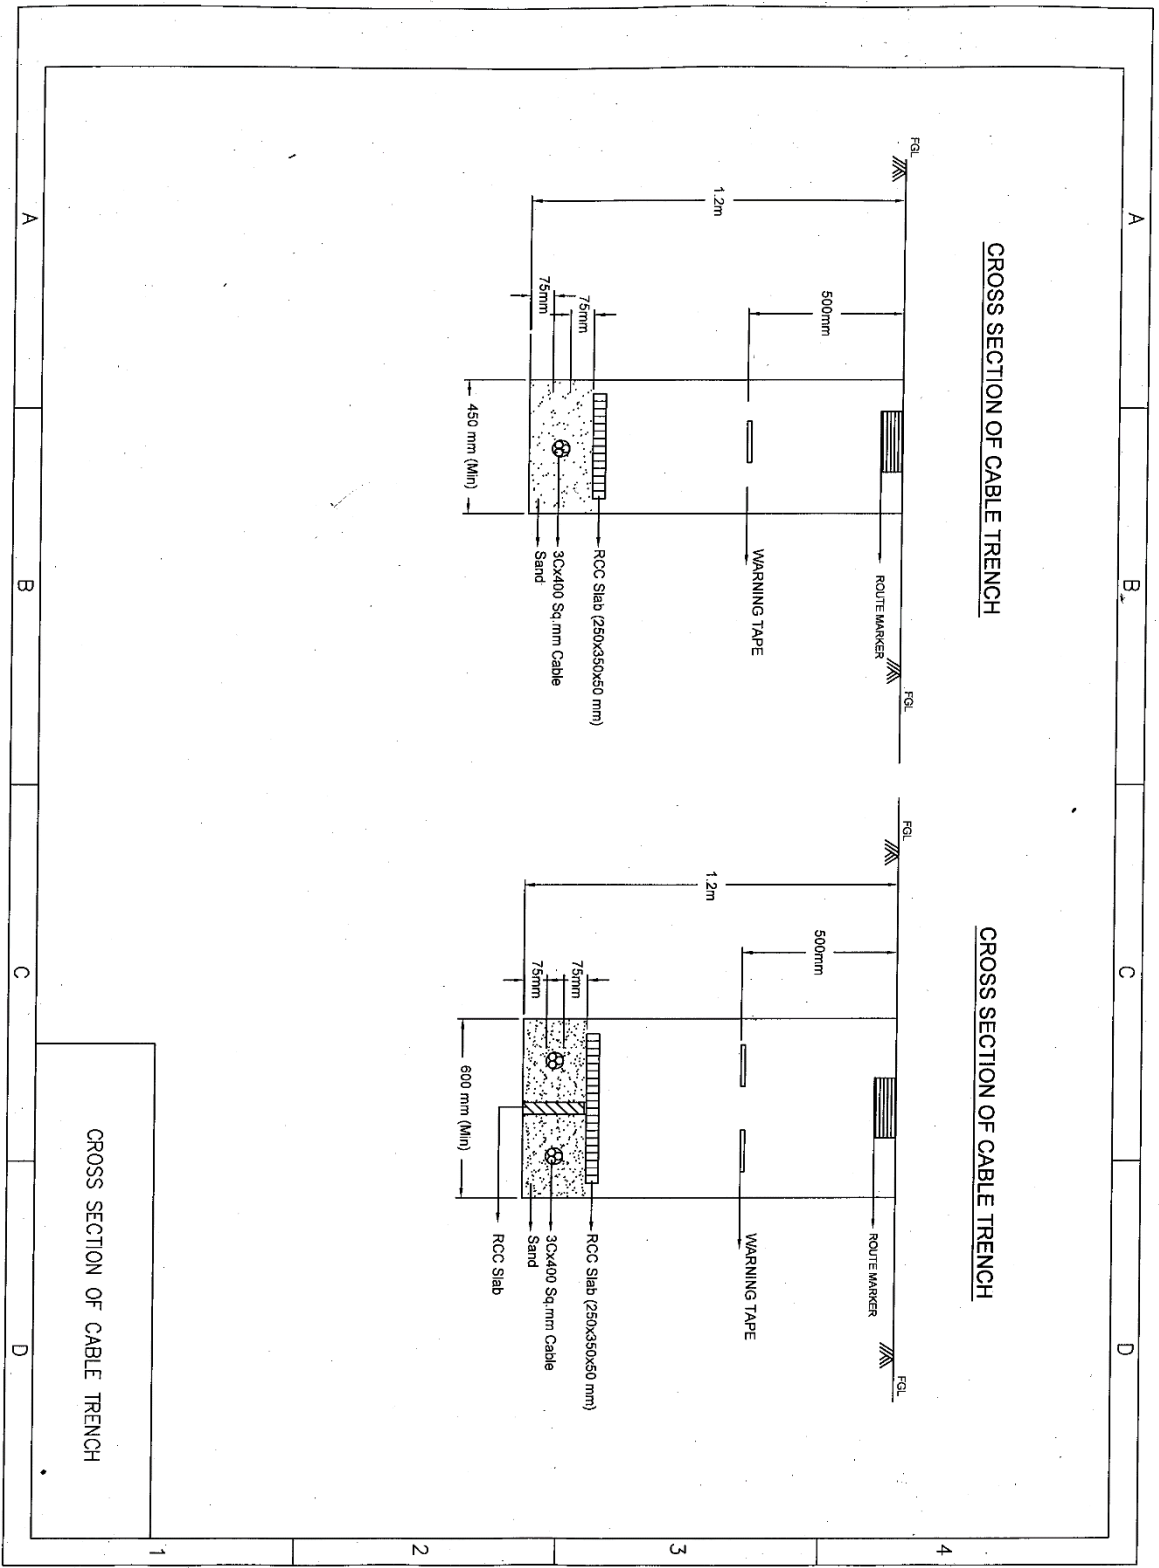 A
B
C
D
CROSS SECTION OF CABLE TRENCH
FGL
1.2m
500mm
75mm
75mm
450 mm (Min)
ROUTE MARKER
FGL
WARNING TAPE
RCC Slab (250x350x50 mm)
3Cx400 Sq.mm Cable
Sand
CROSS SECTION OF CABLE TRENCH
FGL
1.2m
500mm
75mm
75mm
600 mm (Min)
ROUTE MARKER
FGL
WARNING TAPE
RCC Slab (250x350x50 mm)
3Cx400 Sq.mm Cable
Sand
RCC Slab
4
3
2
1
CROSS SECTION OF CABLE TRENCH
A
B
C
D